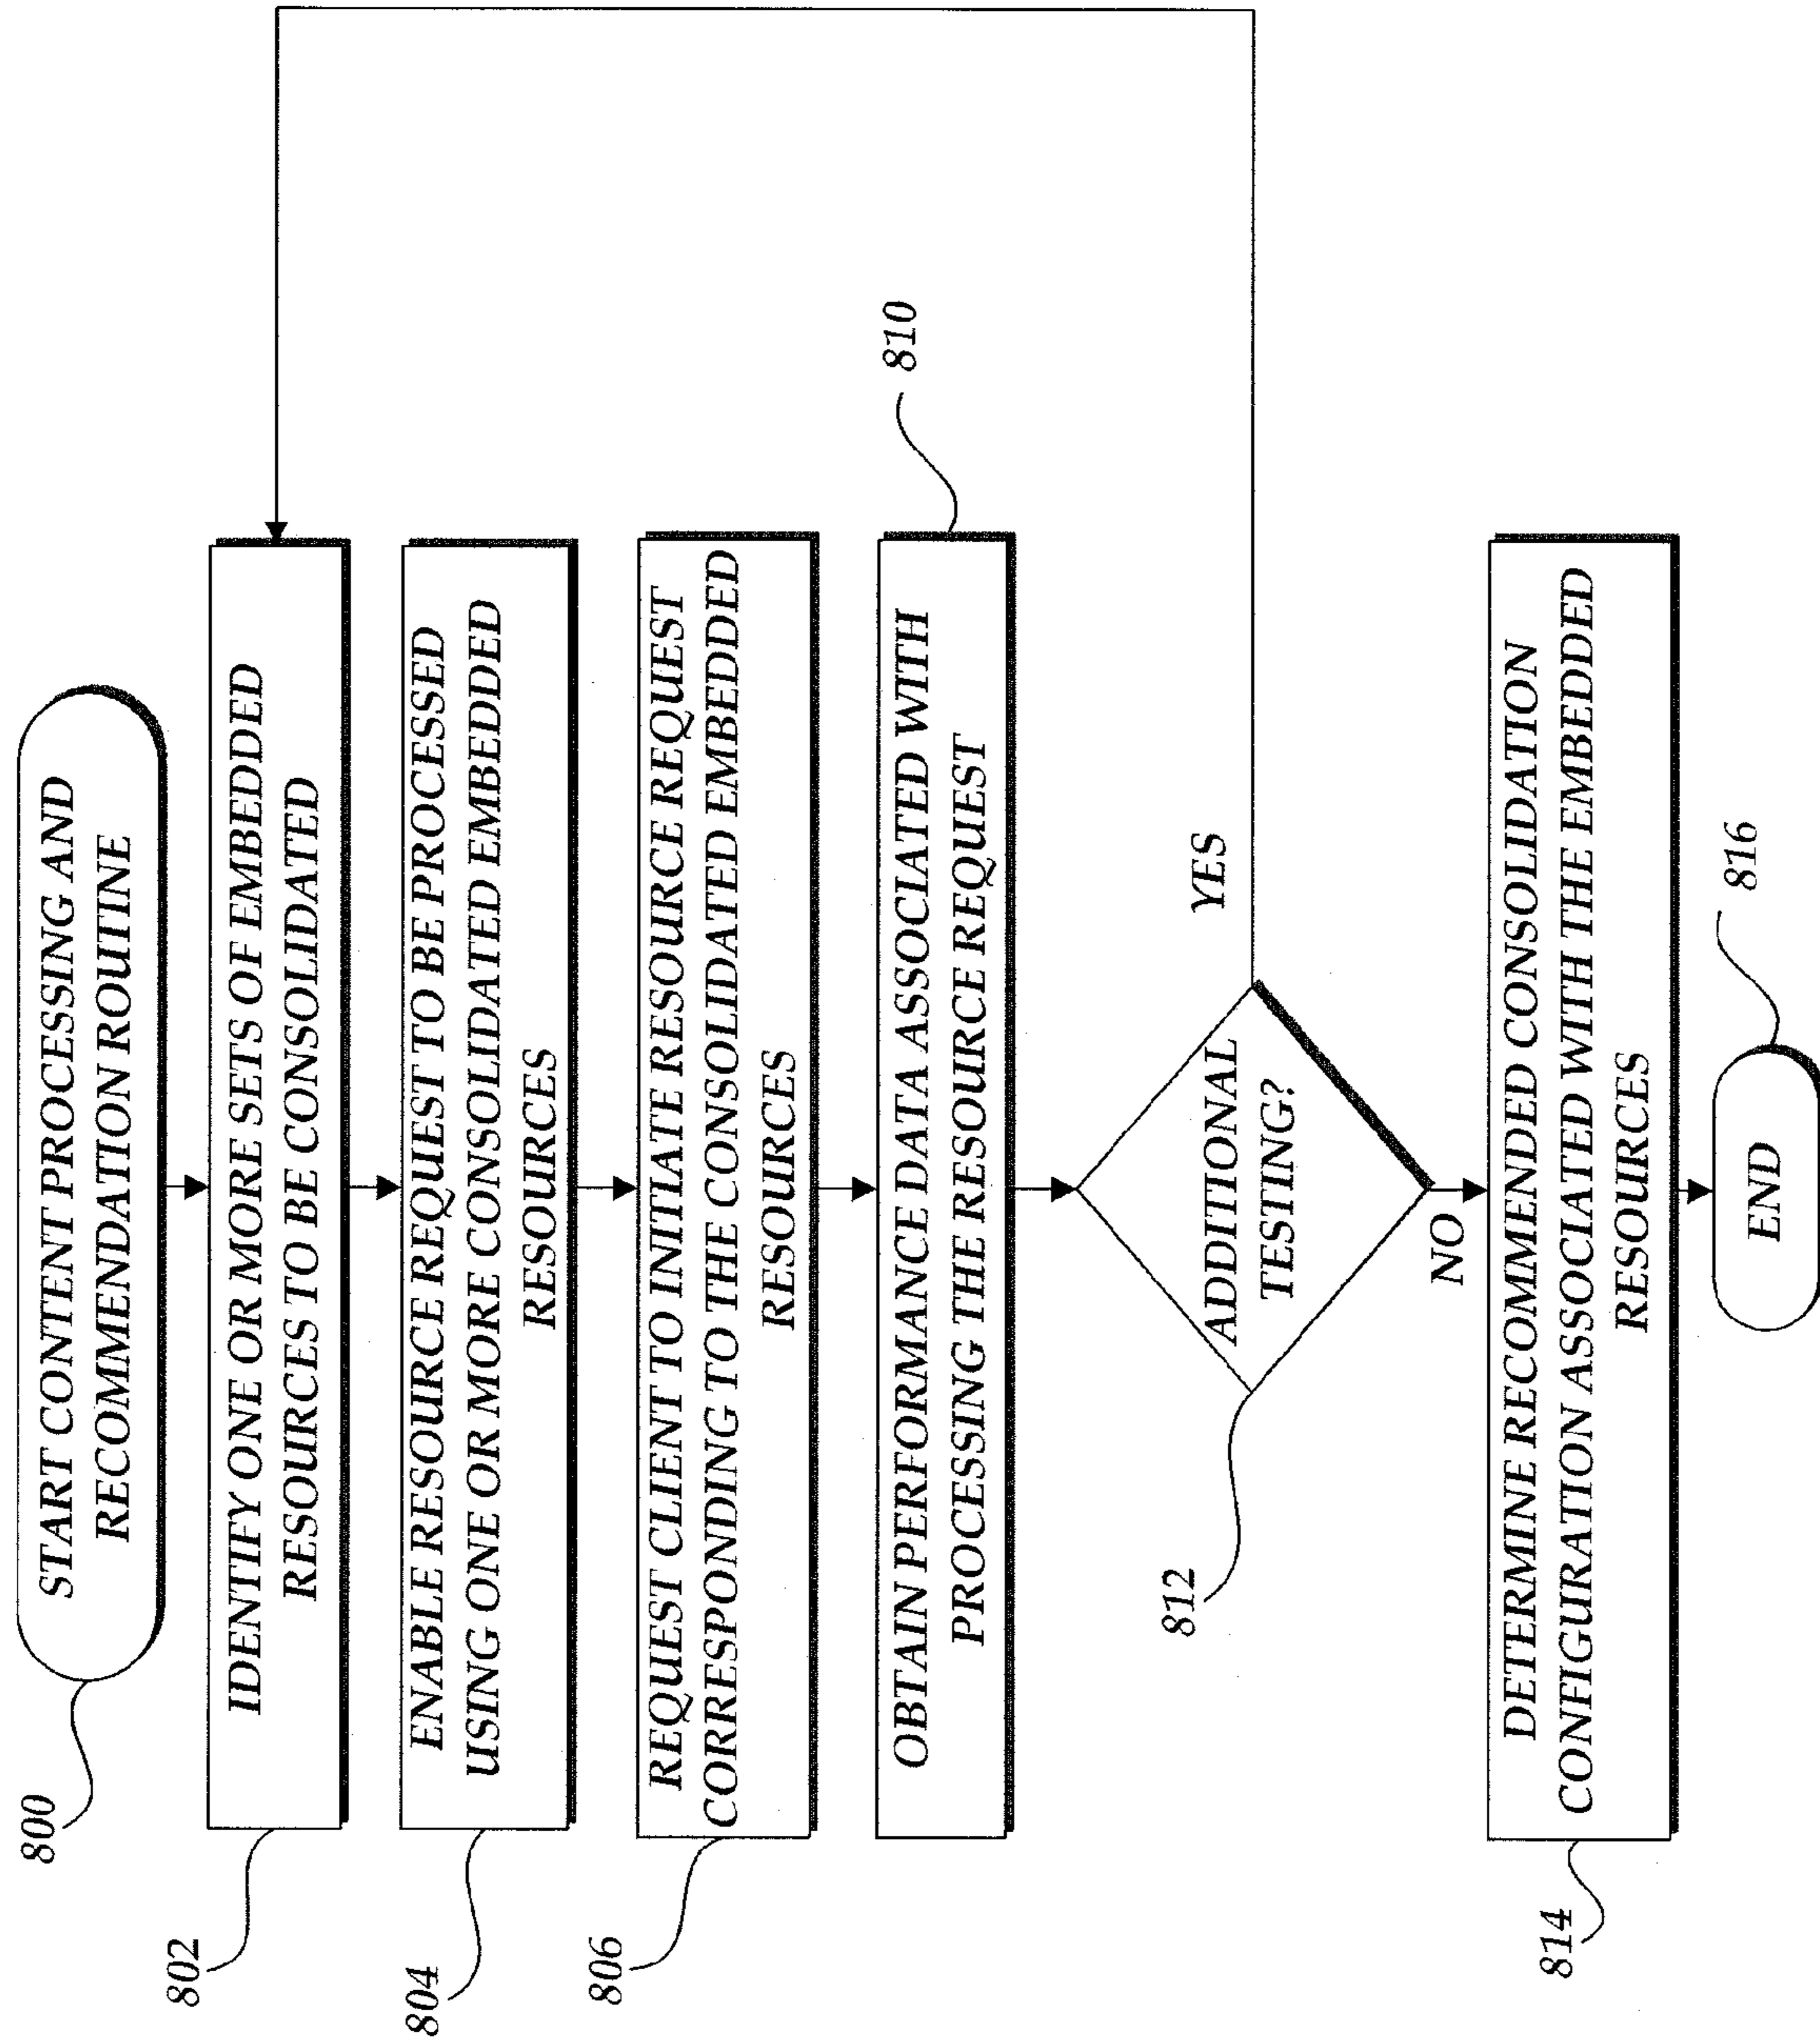 800
START CONTENT PROCESSING AND
RECOMMENDATION ROUTINE
802
IDENTIFY ONE OR MORE SETS OF EMBEDDED
RESOURCES TO BE CONSOLIDATED
804
ENABLE RESOURCE REQUEST TO BE PROCESSED
USING ONE OR MORE CONSOLIDATED EMBEDDED
RESOURCES
806
REQUEST CLIENT TO INITIATE RESOURCE REQUEST
CORRESPONDING TO THE CONSOLIDATED EMBEDDED
RESOURCES
810
OBTAIN PERFORMANCE DATA ASSOCIATED WITH
PROCESSING THE RESOURCE REQUEST
812
ADDITIONAL
TESTING?
YES
NO
814
DETERMINE RECOMMENDED CONSOLIDATION
CONFIGURATION ASSOCIATED WITH THE EMBEDDED
RESOURCES
816
END